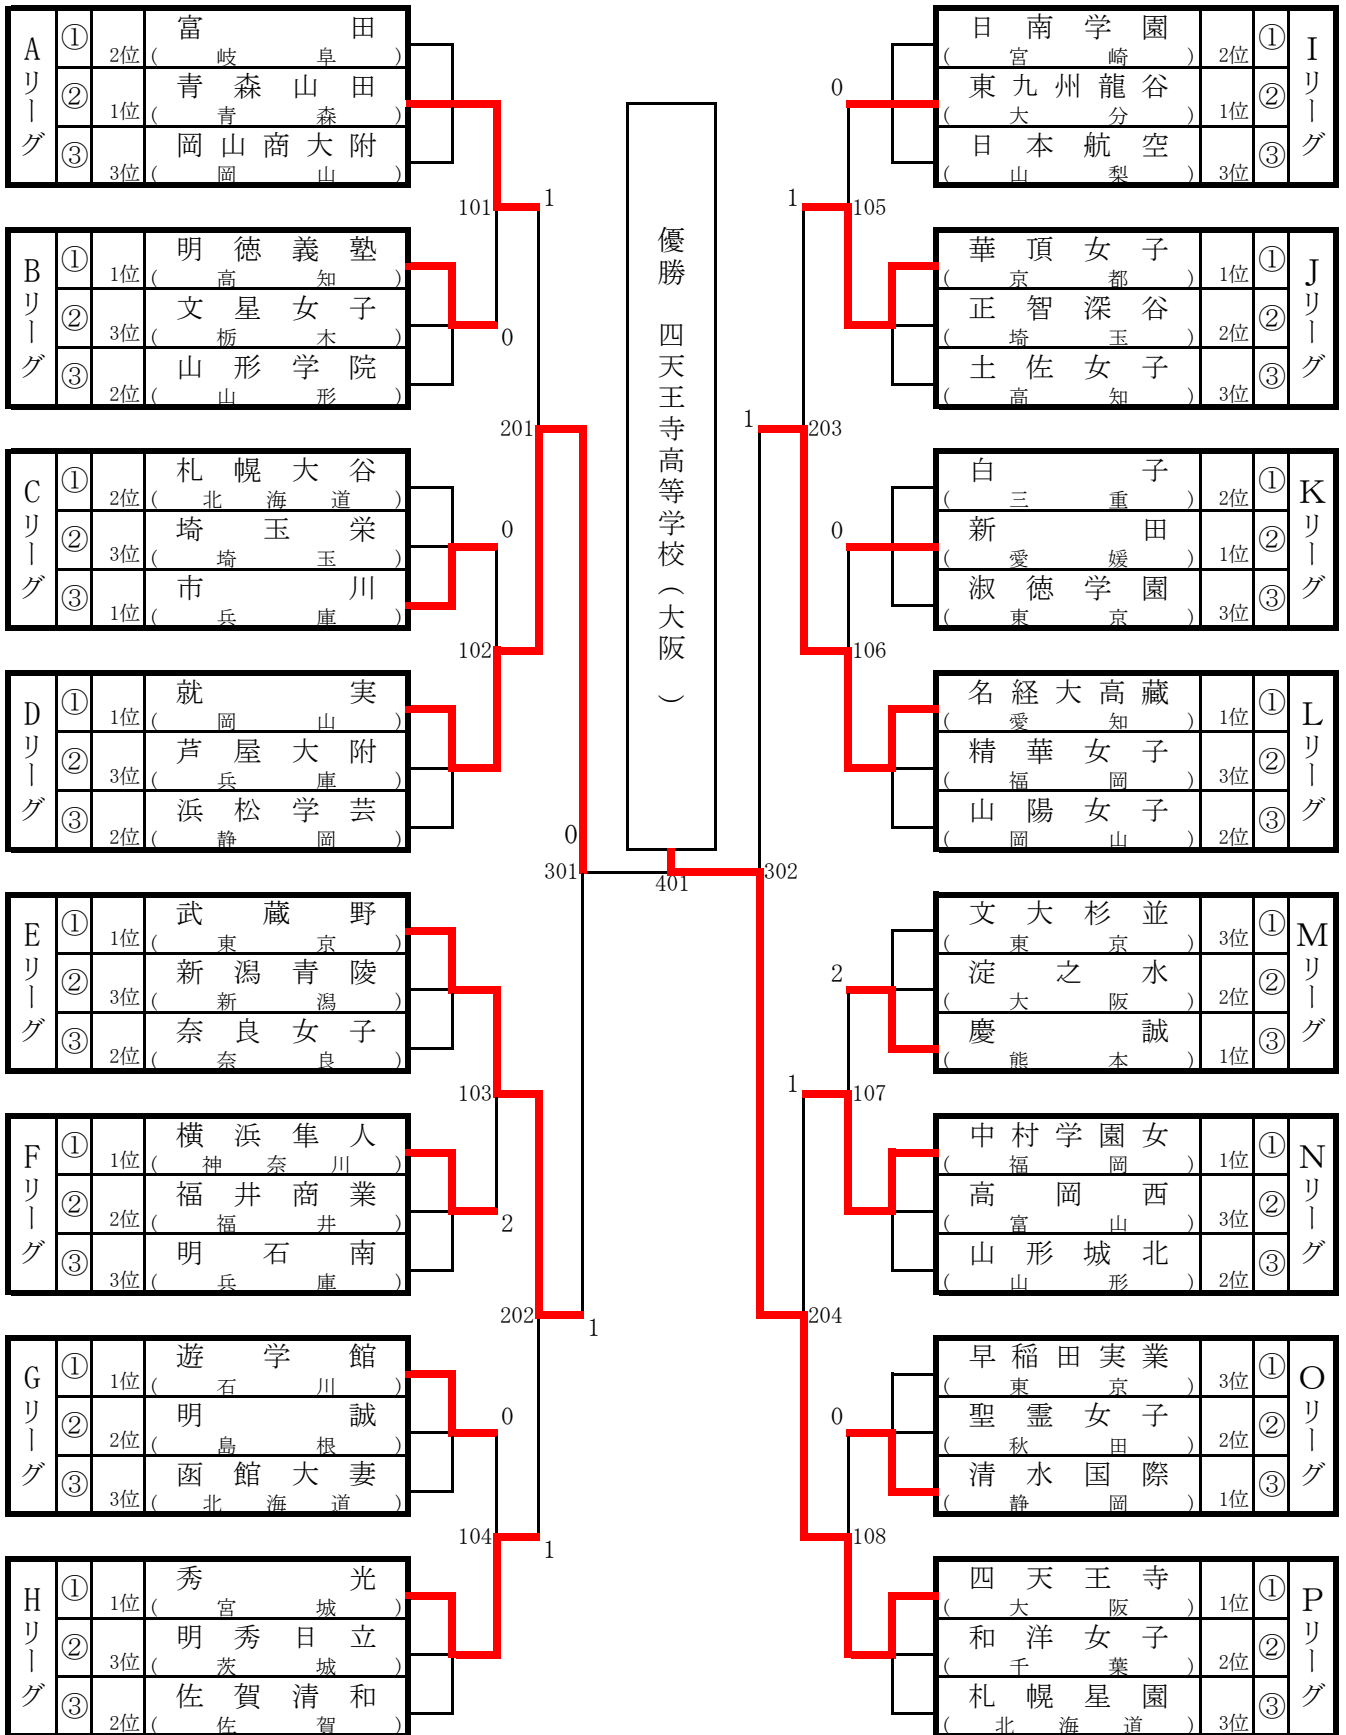 Aリーグ
① 2位 富田 (岐阜)
② 1位 青森山田 (青森)
③ 3位 岡山商大附 (岡山)
Bリーグ
① 1位 明徳義塾 (高知)
② 3位 文星女子 (栃木)
③ 2位 山形学院 (山形)
Cリーグ
① 2位 札幌大谷 (北海道)
② 3位 埼玉栄 (埼玉)
③ 1位 市川 (兵庫)
Dリーグ
① 1位 就実 (岡山)
② 3位 芦屋大附 (兵庫)
③ 2位 浜松学芸 (静岡)
Eリーグ
① 1位 武蔵野 (東京)
② 3位 新潟青陵 (新潟)
③ 2位 奈良女子 (奈良)
Fリーグ
① 1位 横浜隼人 (神奈川)
② 2位 福井商業 (福井)
③ 3位 明石南 (兵庫)
Gリーグ
① 1位 遊学館 (石川)
② 2位 明誠 (島根)
③ 3位 函館大妻 (北海道)
Hリーグ
① 1位 秀光 (宮城)
② 3位 明秀日立 (茨城)
③ 2位 佐賀清和 (佐賀)
101
1
0
201
0
102
0
301
103
2
202
1
0
104
1
優勝 四天王寺高等学校(大阪)
401
0
1
105
1
203
0
106
302
2
1
107
204
0
108
日南学園 (宮崎) 2位 ①
東九州龍谷 (大分) 1位 ②
日本航空 (山梨) 3位 ③
Iリーグ
華頂女子 (京都) 1位 ①
正智深谷 (埼玉) 2位 ②
土佐女子 (高知) 3位 ③
Jリーグ
白子 (三重) 2位 ①
新田 (愛媛) 1位 ②
淑徳学園 (東京) 3位 ③
Kリーグ
名経大高蔵 (愛知) 1位 ①
精華女子 (福岡) 3位 ②
山陽女子 (岡山) 2位 ③
Lリーグ
文大杉並 (東京) 3位 ①
淀之水 (大阪) 2位 ②
慶誠 (熊本) 1位 ③
Mリーグ
中村学園女 (福岡) 1位 ①
高岡西 (富山) 3位 ②
山形城北 (山形) 2位 ③
Nリーグ
早稲田実業 (東京) 3位 ①
聖霊女子 (秋田) 2位 ②
清水国際 (静岡) 1位 ③
Oリーグ
四天王寺 (大阪) 1位 ①
和洋女子 (千葉) 2位 ②
札幌星園 (北海道) 3位 ③
Pリーグ